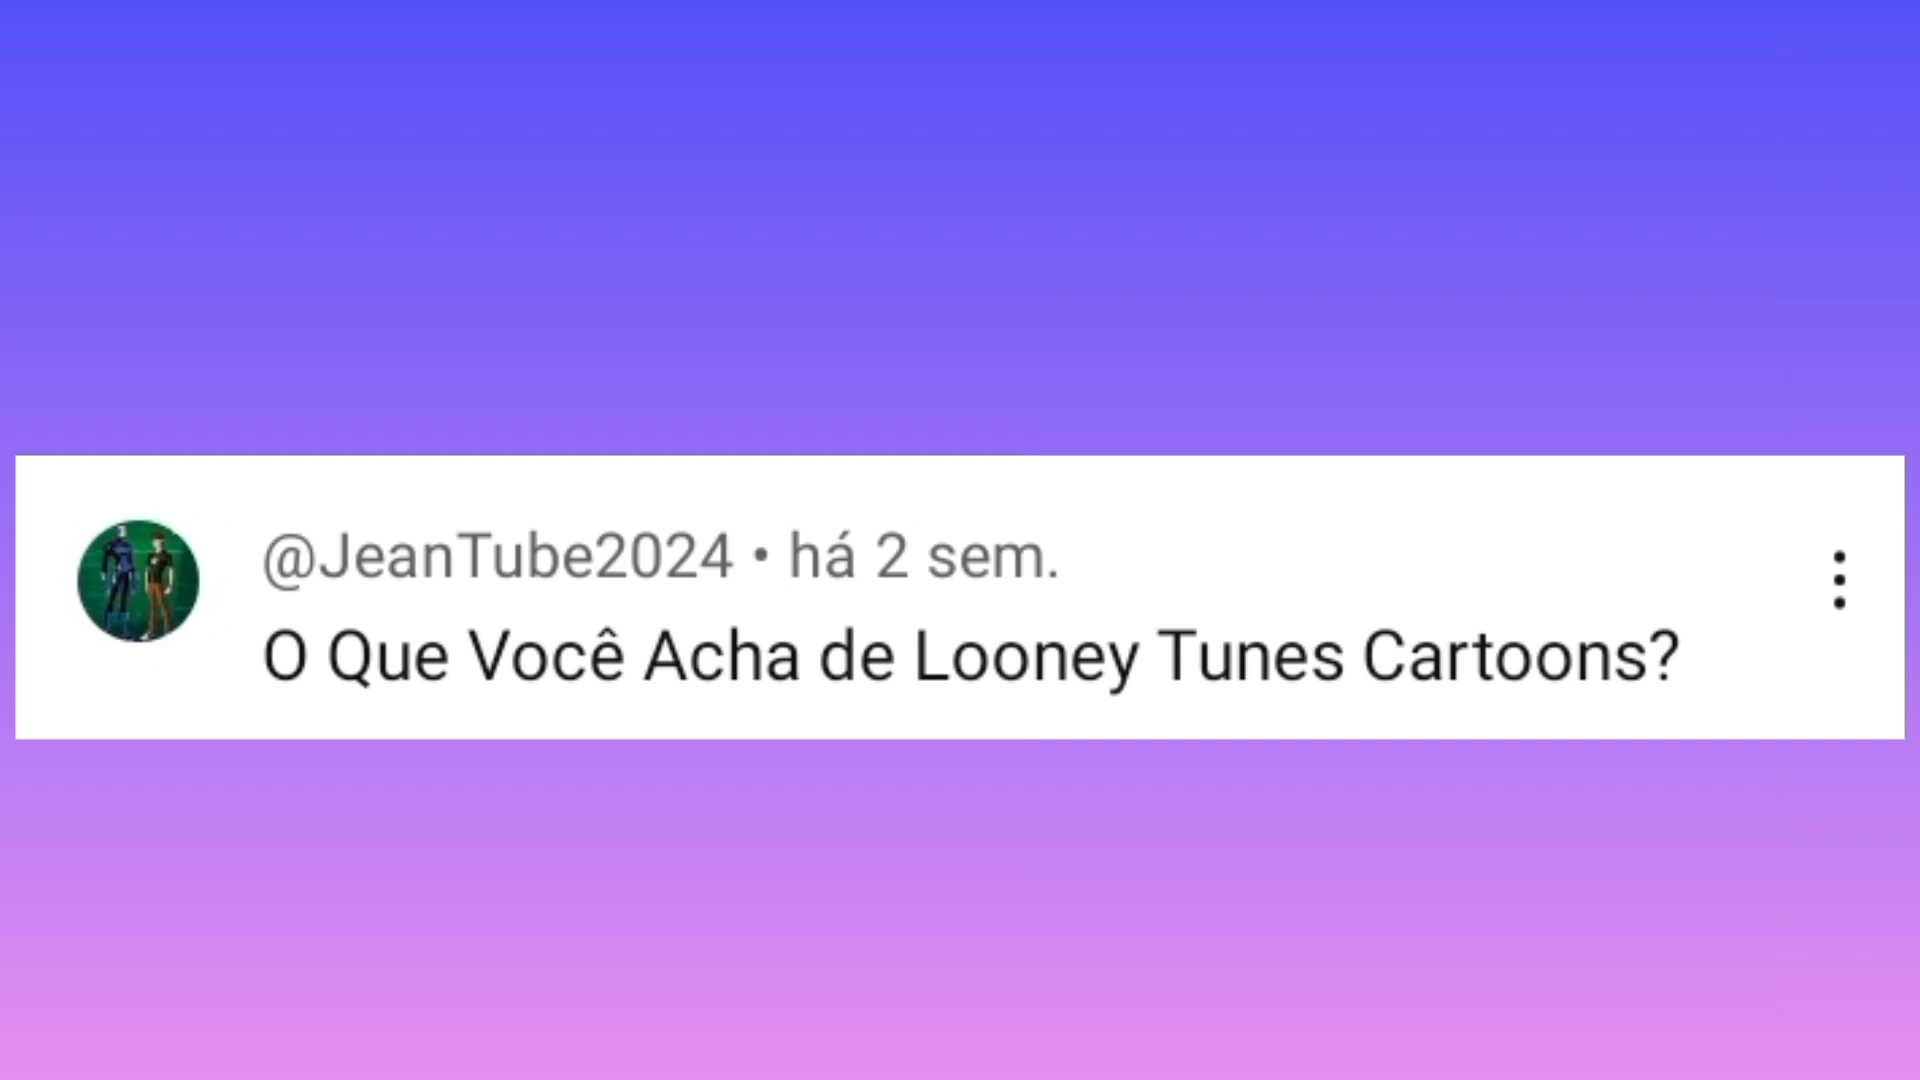 @JeanTube2024 • há 2 sem.
O Que Você Acha de Looney Tunes Cartoons?